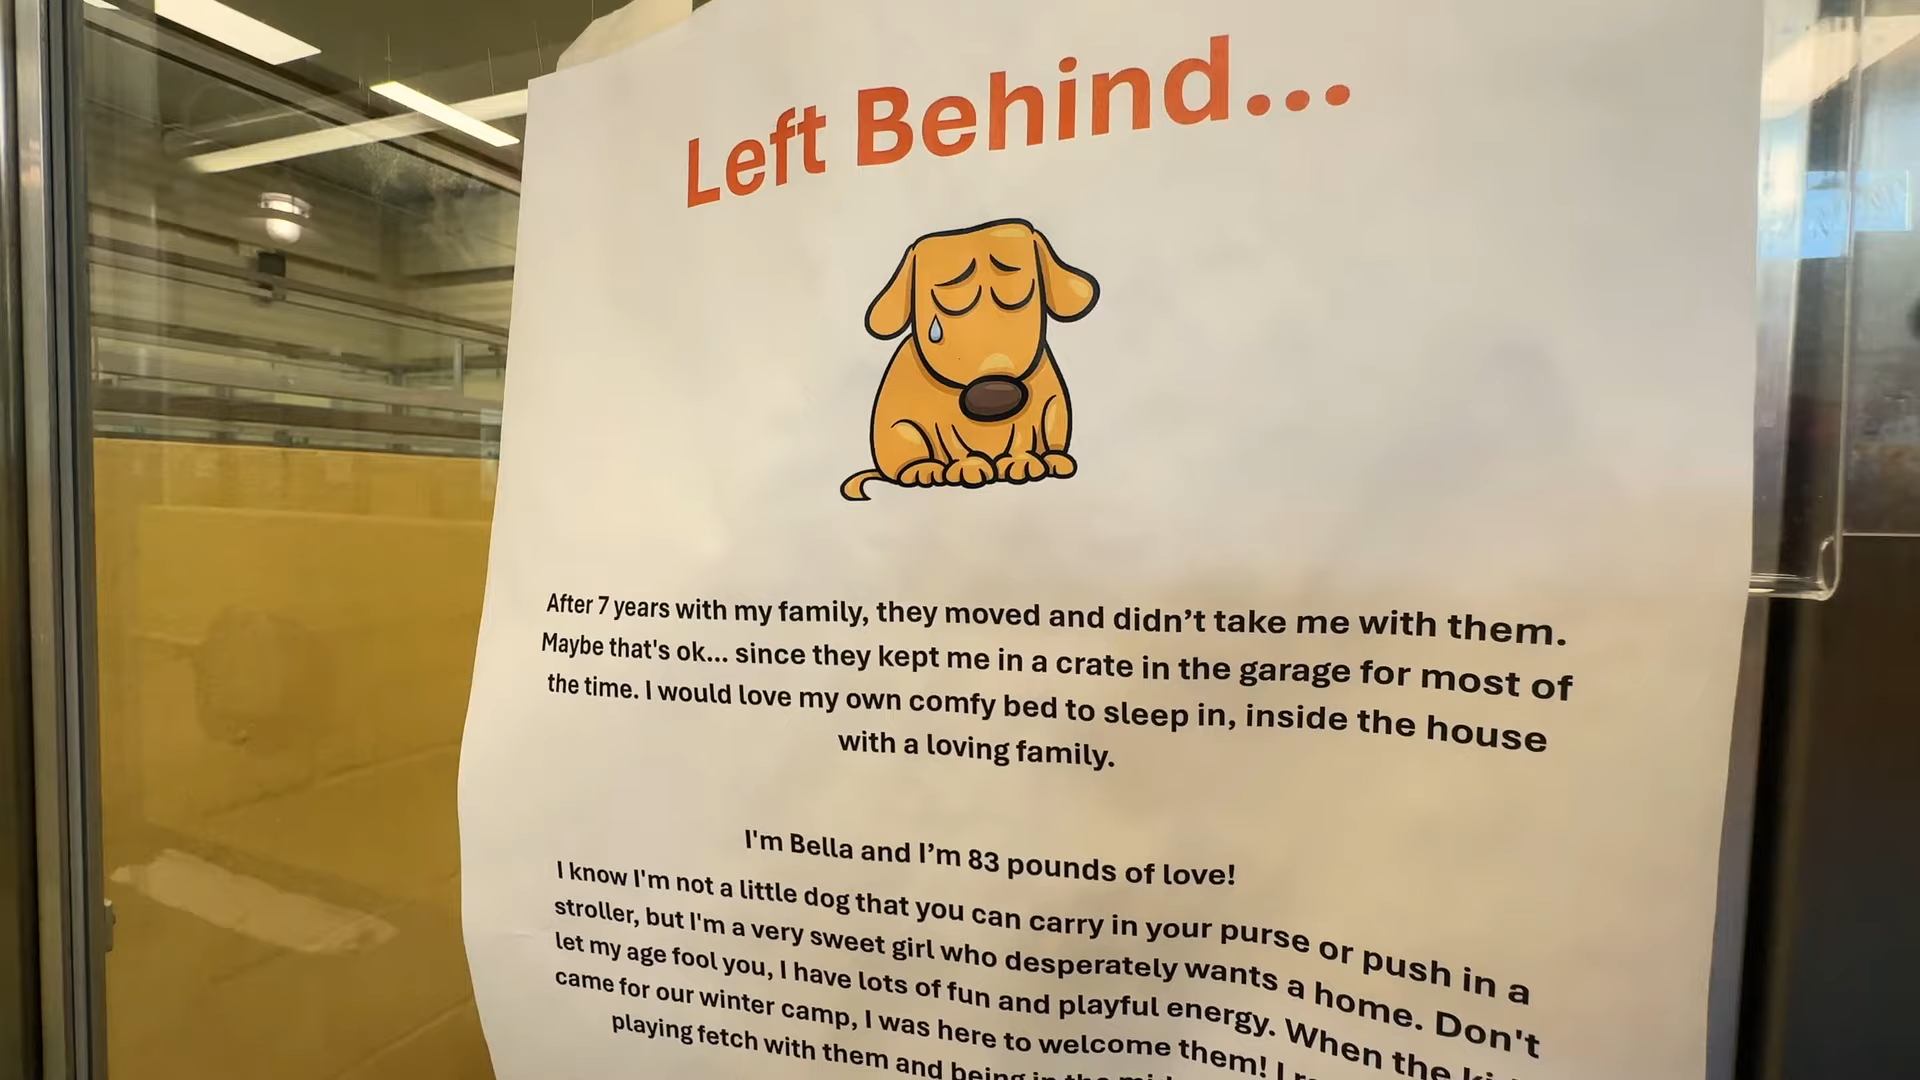 Left Behind...
After 7 years with my family, they moved and didn’t take me with them.
Maybe that's ok... since they kept me in a crate in the garage for most of
the time. I would love my own comfy bed to sleep in, inside the house
with a loving family.
I'm Bella and I’m 83 pounds of love!
I know I'm not a little dog that you can carry in your purse or push in a
stroller, but I'm a very sweet girl who desperately wants a home. Don't
let my age fool you, I have lots of fun and playful energy. When the
came for our winter camp, I was here to welcome them! I
playing fetch with them and being in